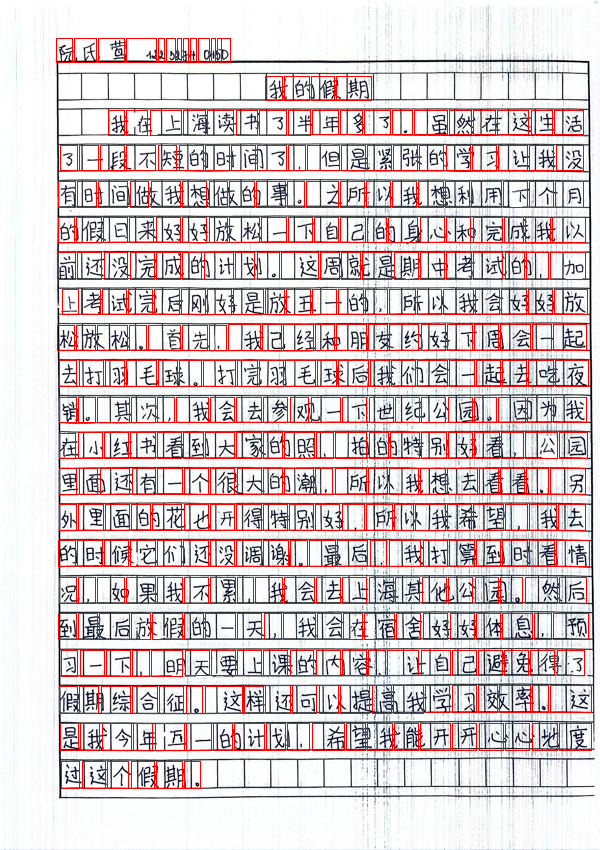 阮氏莺
我的假期
我在上海读书了半年多了。虽然在这生活
了一段不短的时间了，但是紧张的学习让我没
有时间做我想做的事。之所以我想利用下个月
的假日来好好放松一下自己的身心和完成我以
前还没完成的计划。这周就是期中考试的，加
上考试完后刚好是放五一的，所以我会好好放
松放松。首先，我己经和朋友约好下周会一起
去打羽毛球。打完羽毛球后我们会一起去吃夜
销。其次，我会去参观一下世纪公园。因为我
在小红书看到大家的照，拍的特别好看，公园
里面还有一个很大的潮，所以我想去看看。另
外里面的花也开得特别好，所以我希望，我去
的时候它们还没调谢。最后，我打算到时看情
况，如果我不累，我会去上海其他公园。然后
到最后放假的一天，我会在宿舍好好体息，预
习一下，明天要上课的内容，让自己避免得了
假期综合征。这样还可以提高我学习效率。这
是我今年五一的计划，希望我能开开心心地度
过这个假期。